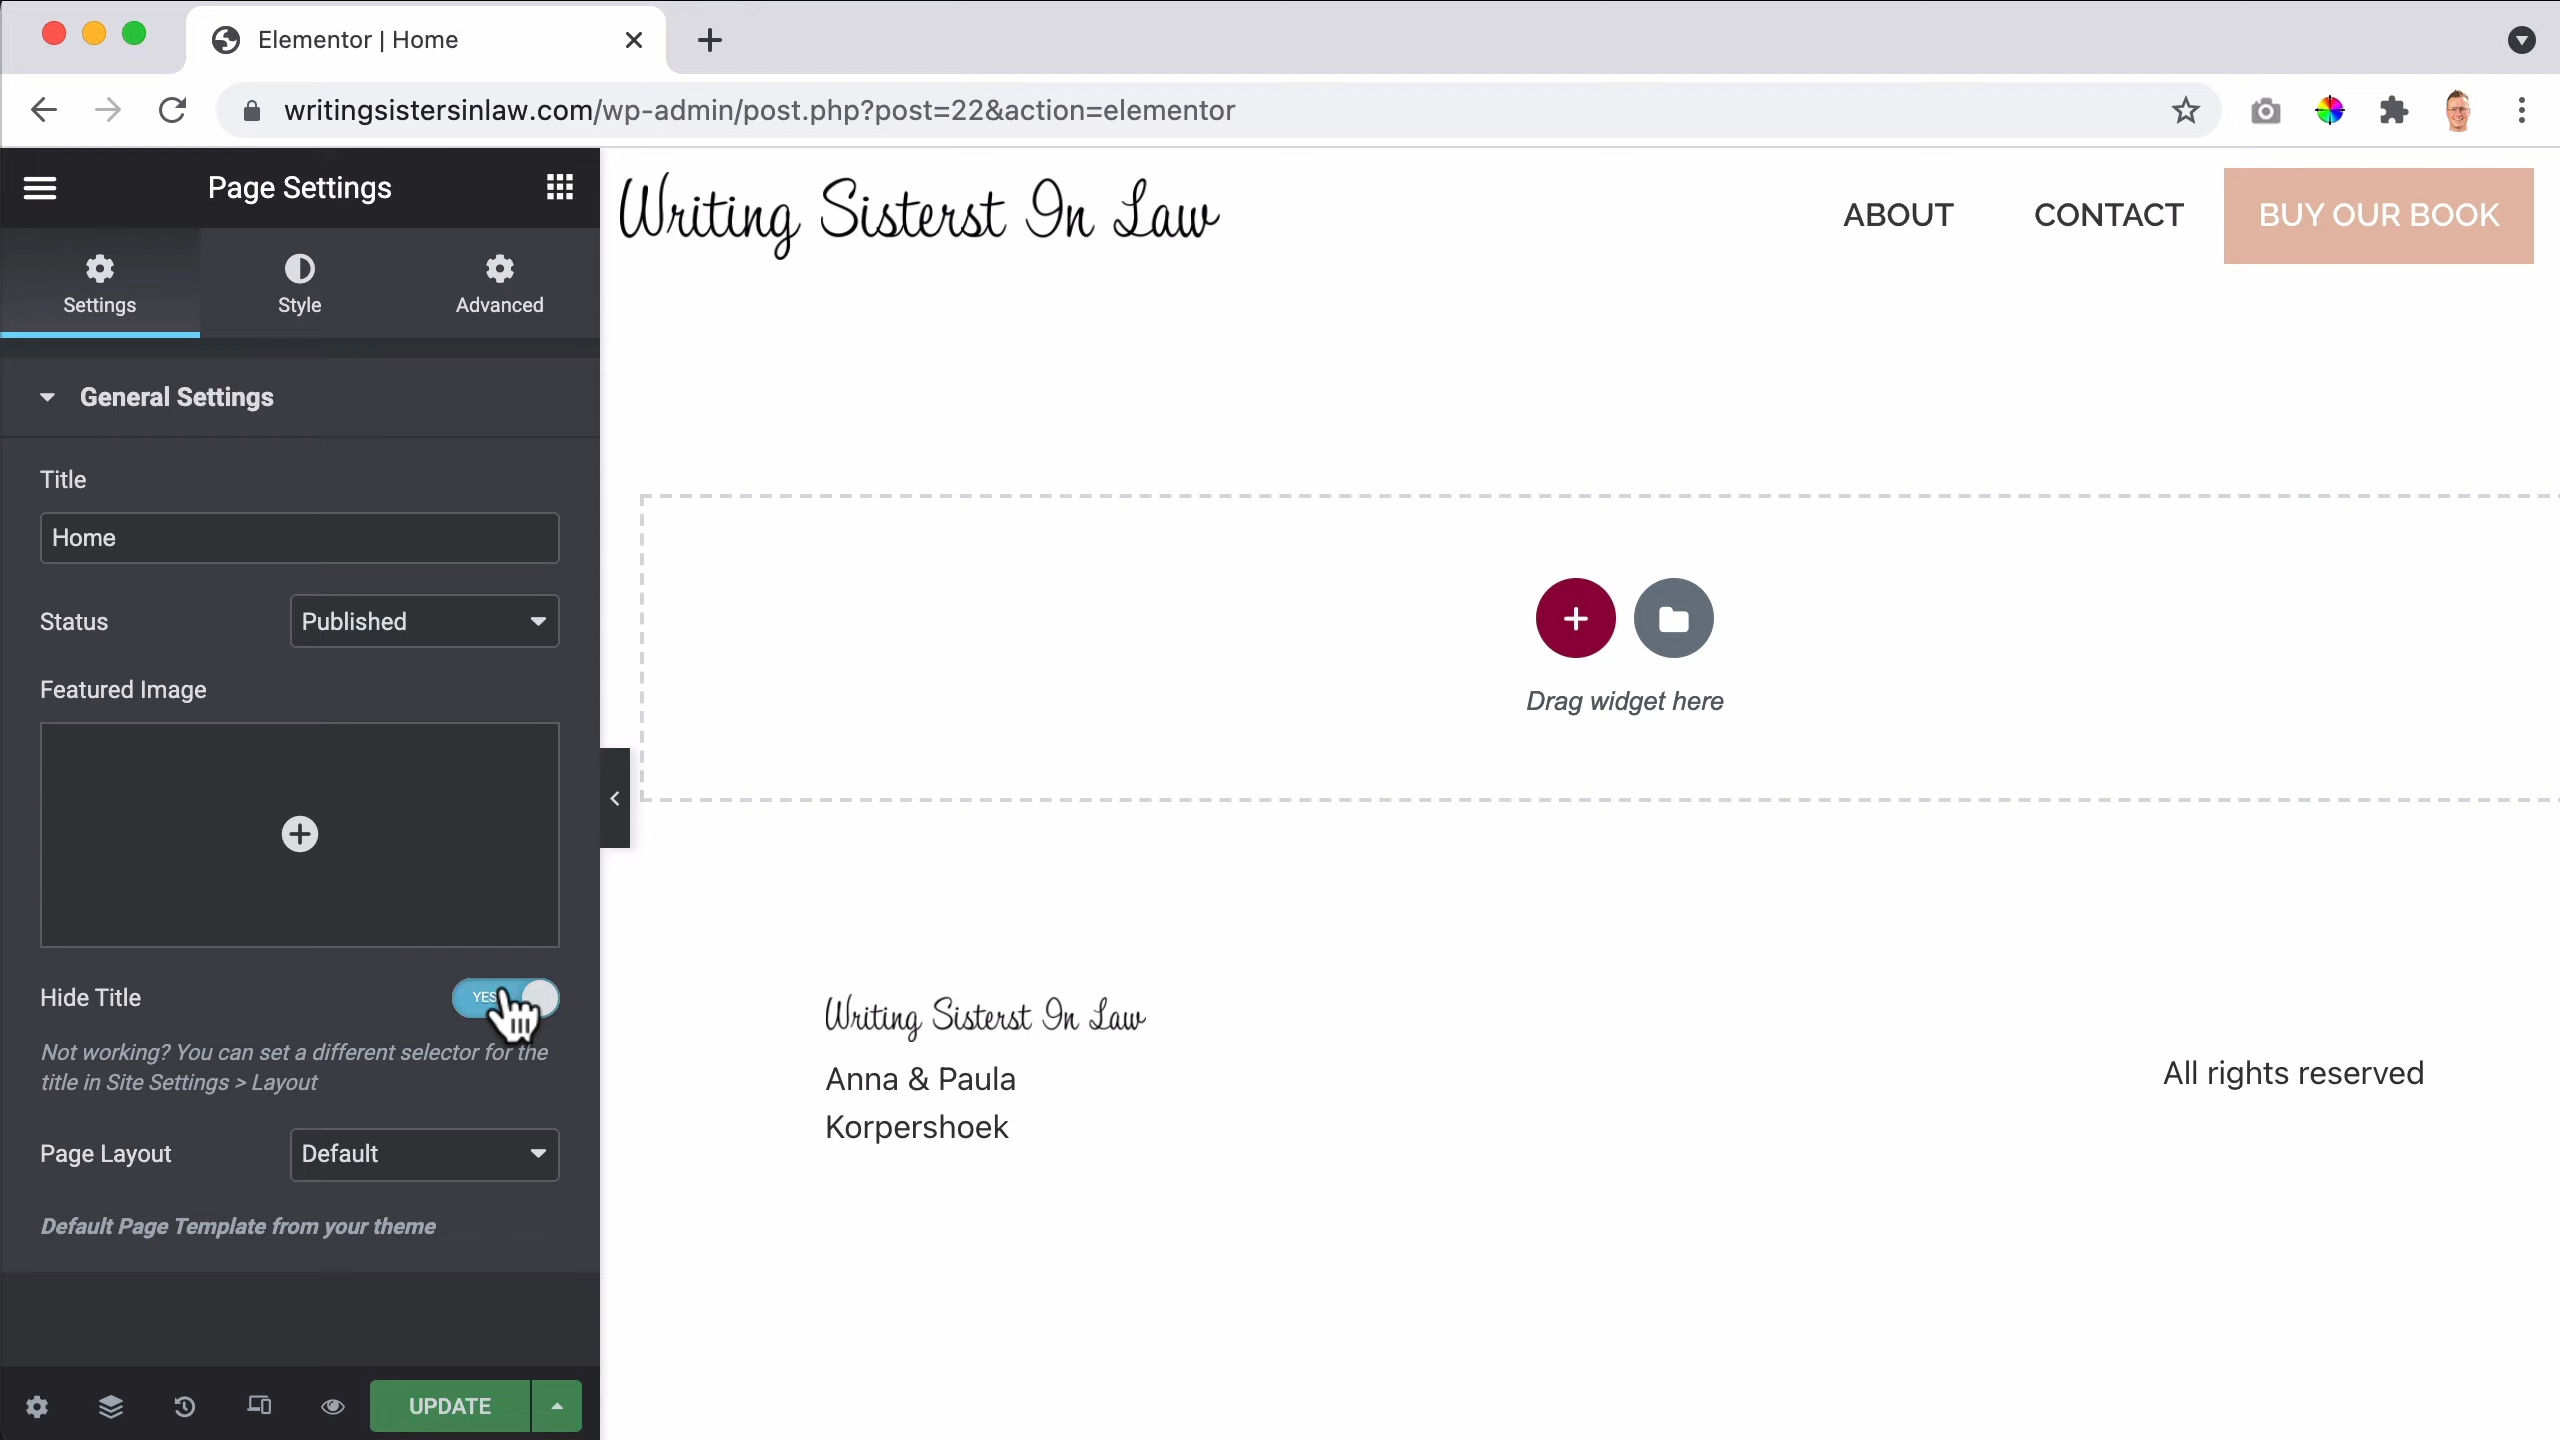 Elementor | Home
writingsistersinlaw.com/wp-admin/post.php?post=22&action=elementor
Page Settings
Settings
Style
Advanced
General Settings
Title
Home
Status
Published
Featured Image
Hide Title
YES
Not working? You can set a different selector for the
title in Site Settings > Layout
Page Layout
Default
Default Page Template from your theme
UPDATE
Writing Sisterst In Law
ABOUT
CONTACT
BUY OUR BOOK
Drag widget here
Writing Sisterst In Law
Anna & Paula
Korpershoek
All rights reserved